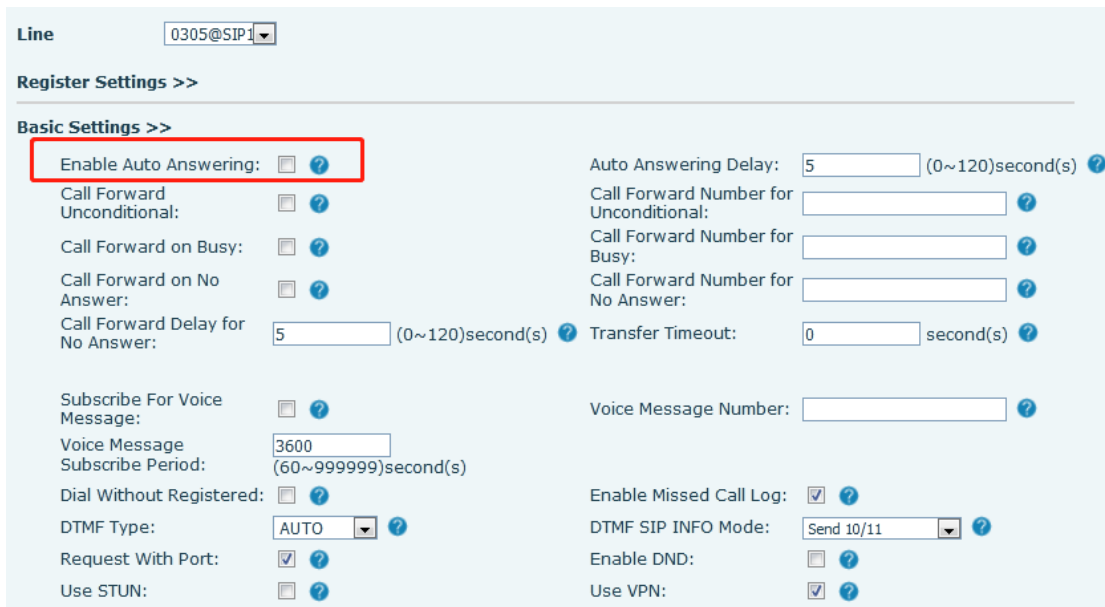 Line 0305@SIP1
Register Settings >>
Basic Settings >>
Enable Auto Answering: ? Auto Answering Delay: 5 (0~120)second(s) ?
Call Forward
Unconditional: ? Call Forward Number for
Unconditional: ?
Call Forward on Busy: ? Call Forward Number for
Busy: ?
Call Forward on No
Answer: ? Call Forward Number for
No Answer: ?
Call Forward Delay for
No Answer: 5 (0~120)second(s) ? Transfer Timeout: 0 second(s) ?
Subscribe For Voice
Message: ? Voice Message Number: ?
Voice Message
Subscribe Period: 3600
(60~999999)second(s)
Dial Without Registered: ? Enable Missed Call Log: ?
DTMF Type: AUTO ? DTMF SIP INFO Mode: Send 10/11 ?
Request With Port: ? Enable DND: ?
Use STUN: ? Use VPN: ?